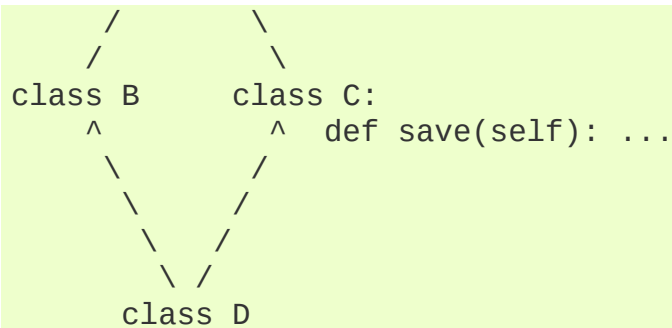 / \
/ \
class B class C:
^ ^ def save(self): ...
\ /
\ /
\ /
\ /
class D